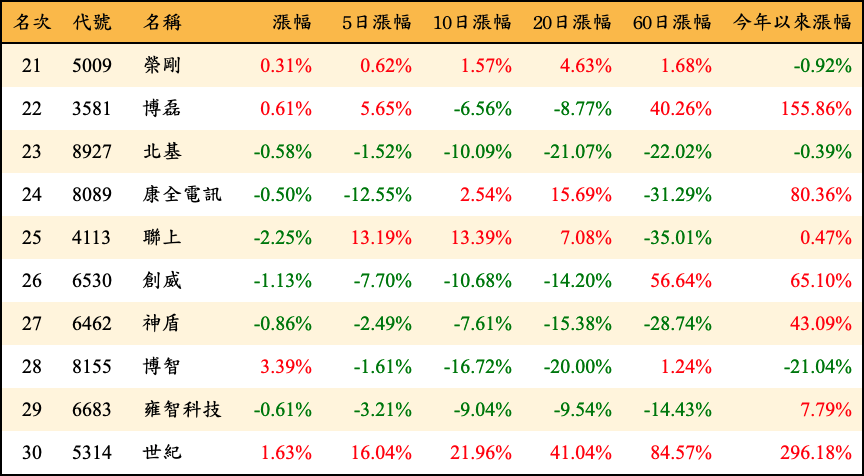 名次 代號 名稱 漲幅 5日漲幅 10日漲幅 20日漲幅 60日漲幅 今年以來漲幅
21 5009 榮剛 0.31% 0.62% 1.57% 4.63% 1.68% -0.92%
22 3581 博磊 0.61% 5.65% -6.56% -8.77% 40.26% 155.86%
23 8927 北基 -0.58% -1.52% -10.09% -21.07% -22.02% -0.39%
24 8089 康全電訊 -0.50% -12.55% 2.54% 15.69% -31.29% 80.36%
25 4113 聯上 -2.25% 13.19% 13.39% 7.08% -35.01% 0.47%
26 6530 創威 -1.13% -7.70% -10.68% -14.20% 56.64% 65.10%
27 6462 神盾 -0.86% -2.49% -7.61% -15.38% -28.74% 43.09%
28 8155 博智 3.39% -1.61% -16.72% -20.00% 1.24% -21.04%
29 6683 雍智科技 -0.61% -3.21% -9.04% -9.54% -14.43% 7.79%
30 5314 世紀 1.63% 16.04% 21.96% 41.04% 84.57% 296.18%